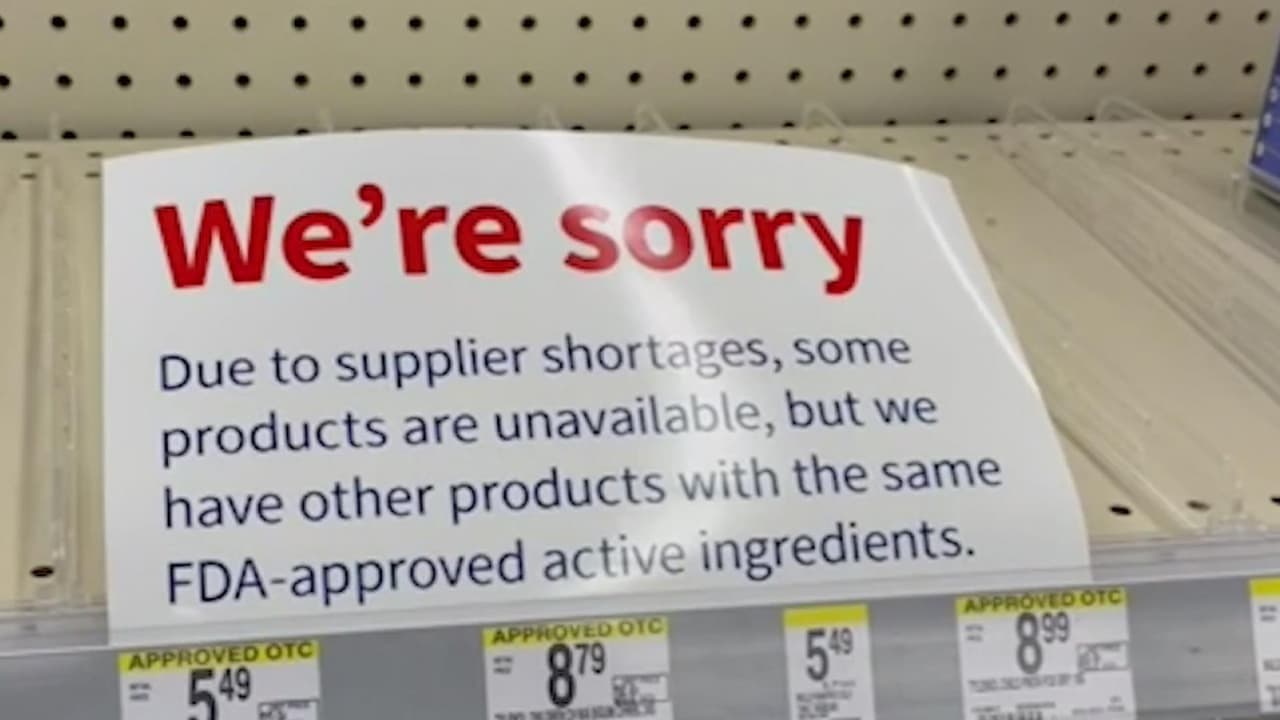 We're sorry
Due to supplier shortages, some
products are unavailable, but we
have other products with the same
FDA-approved active ingredients.
APPROVED OTC
5 49
APPROVED OTC
8 79
5 49
APPROVED OTC
8 99